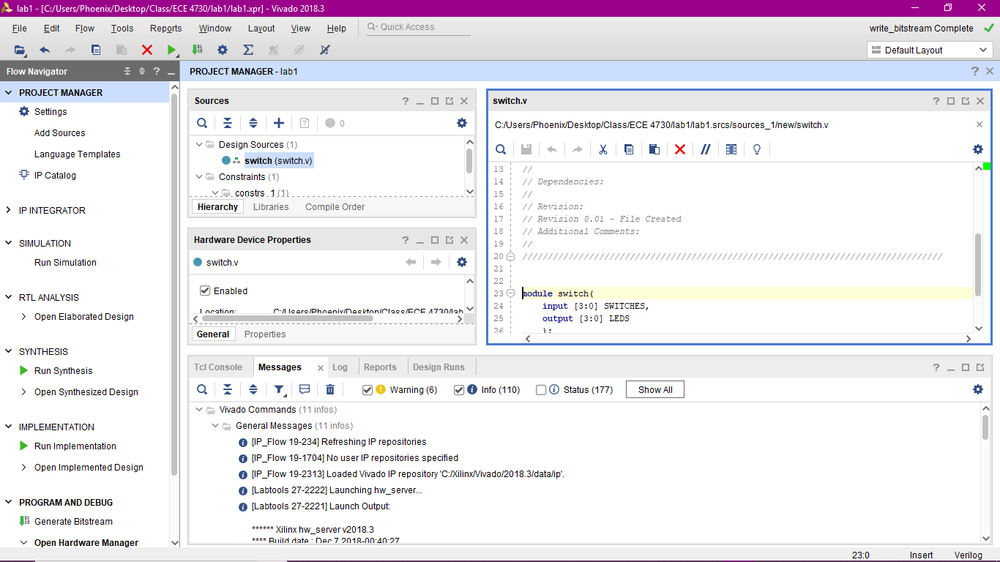 lab1 - [C:/Users/Phoenix/Desktop/Class/ECE 4730/lab1/lab1.xpr] - Vivado 2018.3
File Edit Flow Tools Reports Window Layout View Help Quick Access
write_bitstream Complete
Default Layout
Flow Navigator
PROJECT MANAGER
Settings
Add Sources
Language Templates
IP Catalog
IP INTEGRATOR
SIMULATION
Run Simulation
RTL ANALYSIS
Open Elaborated Design
SYNTHESIS
Run Synthesis
Open Synthesized Design
IMPLEMENTATION
Run Implementation
Open Implemented Design
PROGRAM AND DEBUG
Generate Bitstream
Open Hardware Manager
PROJECT MANAGER - lab1
Sources
0
Design Sources (1)
switch (switch.v)
Constraints (1)
constrs_1 (1)
Hierarchy Libraries Compile Order
Hardware Device Properties
switch.v
Enabled
Location: C:/Users/Phoenix/Desktop/Class/ECE 4730/lab
General Properties
switch.v
C:/Users/Phoenix/Desktop/Class/ECE 4730/lab1/lab1.srcs/sources_1/new/switch.v
13 //
14 // Dependencies:
15 //
16 // Revision:
17 // Revision 0.01 - File Created
18 // Additional Comments:
19 //
20 //////////////////////////////////////////////////////////////////////////////////
21
22
23 module switch(
24 input [3:0] SWITCHES,
25 output [3:0] LEDS
26 );
Tcl Console Messages Log Reports Design Runs
Warning (6) Info (110) Status (177) Show All
Vivado Commands (11 infos)
General Messages (11 infos)
[IP_Flow 19-234] Refreshing IP repositories
[IP_Flow 19-1704] No user IP repositories specified
[IP_Flow 19-2313] Loaded Vivado IP repository 'C:/Xilinx/Vivado/2018.3/data/ip'.
[Labtools 27-2222] Launching hw_server...
[Labtools 27-2221] Launch Output:
****** Xilinx hw_server v2018.3
**** Build date : Dec 7 2018-00:40:27
23:0 Insert Verilog